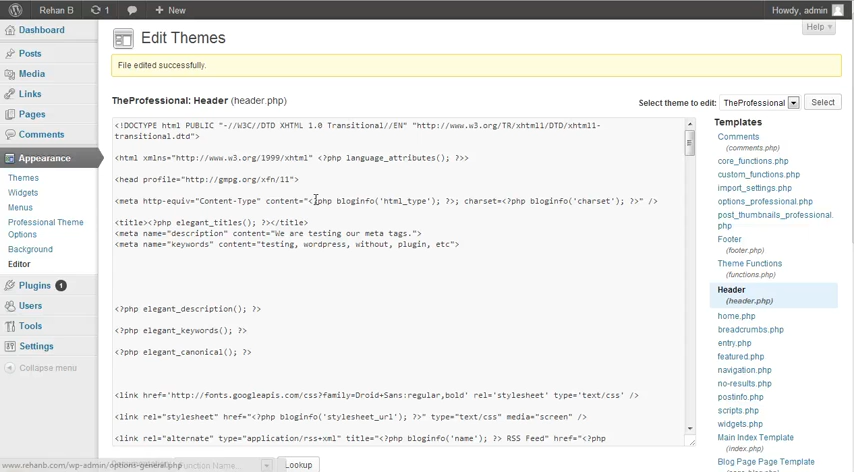 Rehan B 1 + New Howdy, admin
Help
Dashboard
Posts
Media
Links
Pages
Comments
Appearance
Themes
Widgets
Menus
Professional Theme
Options
Background
Editor
Plugins 1
Users
Tools
Settings
Collapse menu
Edit Themes
File edited successfully.
TheProfessional: Header (header.php)
Select theme to edit: TheProfessional Select
<!DOCTYPE html PUBLIC "-//W3C//DTD XHTML 1.0 Transitional//EN" "http://www.w3.org/TR/xhtml1/DTD/xhtml1-
transitional.dtd">
<html xmlns="http://www.w3.org/1999/xhtml" <?php language_attributes(); ?>>
<head profile="http://gmpg.org/xfn/11">
<meta http-equiv="Content-Type" content="<?php bloginfo('html_type'); ?>; charset=<?php bloginfo('charset'); ?>" />
<title><?php elegant_titles(); ?></title>
<meta name="description" content="We are testing our meta tags.">
<meta name="keywords" content="testing, wordpress, without, plugin, etc">
<?php elegant_description(); ?>
<?php elegant_keywords(); ?>
<?php elegant_canonical(); ?>
<link href='http://fonts.googleapis.com/css?family=Droid+Sans:regular,bold' rel='stylesheet' type='text/css' />
<link rel="stylesheet" href="<?php bloginfo('stylesheet_url'); ?>" type="text/css" media="screen" />
<link rel="alternate" type="application/rss+xml" title="<?php bloginfo('name'); ?> RSS Feed" href="<?php
Templates
Comments
(comments.php)
core_functions.php
custom_functions.php
import_settings.php
options_professional.php
post_thumbnails_professional.
php
Footer
(footer.php)
Theme Functions
(functions.php)
Header
(header.php)
home.php
breadcrumbs.php
entry.php
featured.php
navigation.php
no-results.php
postinfo.php
scripts.php
widgets.php
Main Index Template
(index.php)
Blog Page Page Template
www.rehanb.com/wp-admin/options-general.php Function Name... Lookup